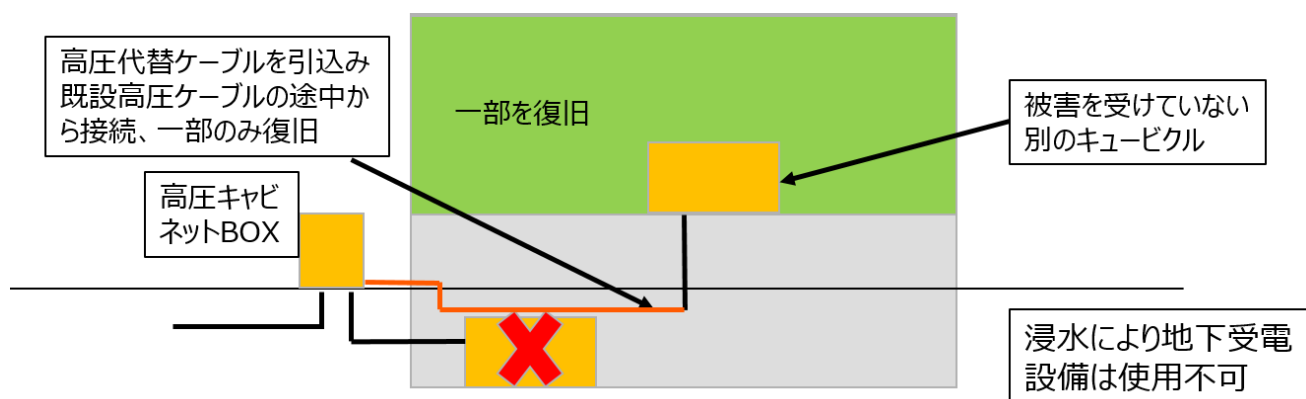 高圧代替ケーブルを引込み
既設高圧ケーブルの途中か
ら接続、一部のみ復旧
一部を復旧
被害を受けていない
別のキュービクル
高圧キャビ
ネットBOX
浸水により地下受電
設備は使用不可